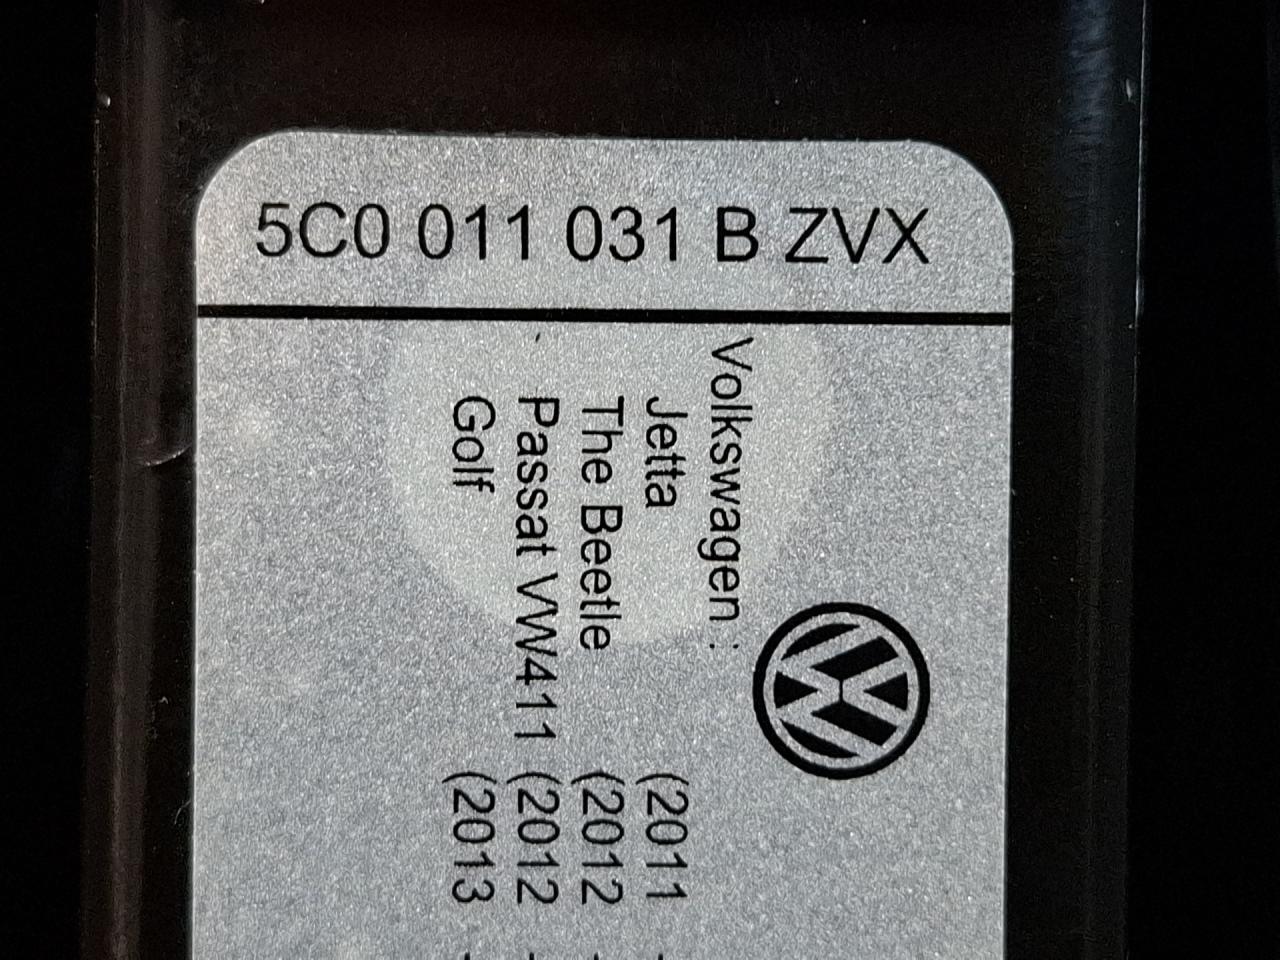 5C0 011 031 B ZVX
Volkswagen :
Jetta (2011 -
The Beetle (2012 -
Passat VW411 (2012 -
Golf (2013 -